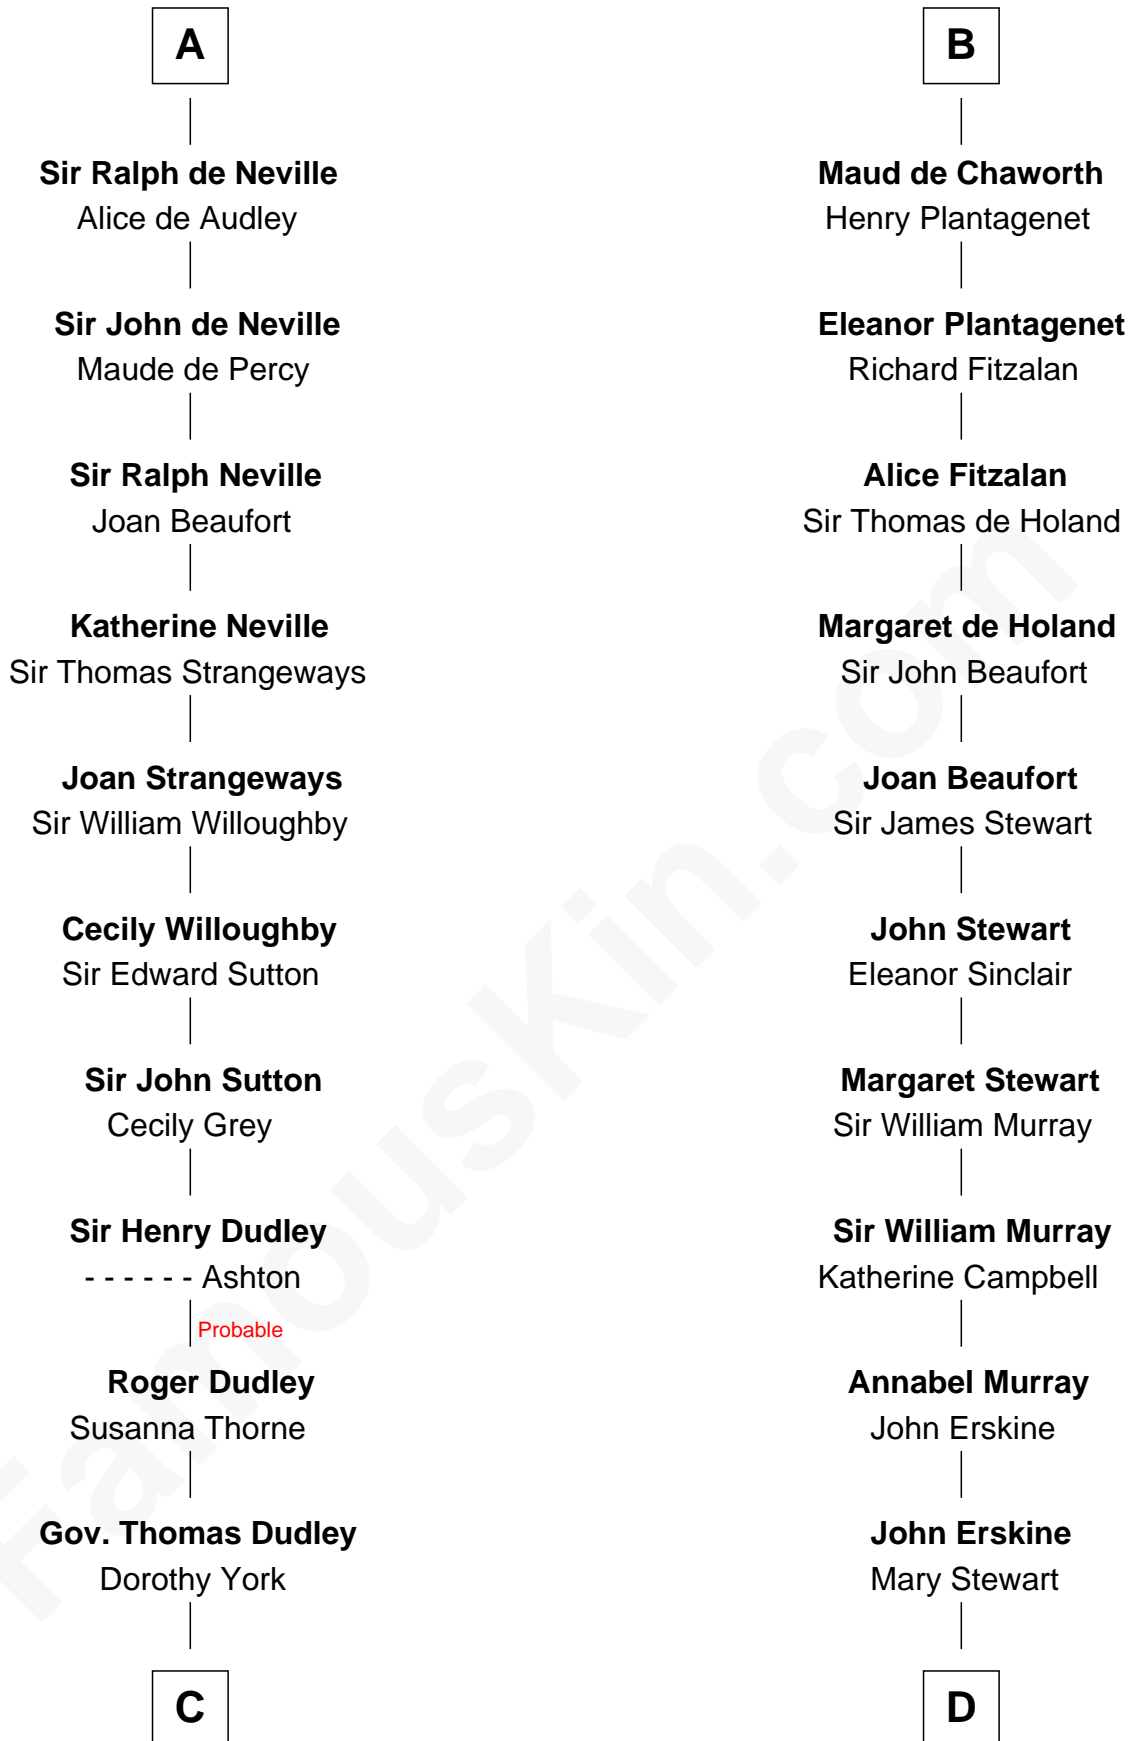 A
Sir Ralph de Neville
Alice de Audley
Sir John de Neville
Maude de Percy
Sir Ralph Neville
Joan Beaufort
Katherine Neville
Sir Thomas Strangeways
Joan Strangeways
Sir William Willoughby
Cecily Willoughby
Sir Edward Sutton
Sir John Sutton
Cecily Grey
Sir Henry Dudley
- - - - - - Ashton
Probable
Roger Dudley
Susanna Thorne
Gov. Thomas Dudley
Dorothy York
C
B
Maud de Chaworth
Henry Plantagenet
Eleanor Plantagenet
Richard Fitzalan
Alice Fitzalan
Sir Thomas de Holand
Margaret de Holand
Sir John Beaufort
Joan Beaufort
Sir James Stewart
John Stewart
Eleanor Sinclair
Margaret Stewart
Sir William Murray
Sir William Murray
Katherine Campbell
Annabel Murray
John Erskine
John Erskine
Mary Stewart
D
FamousKin.com